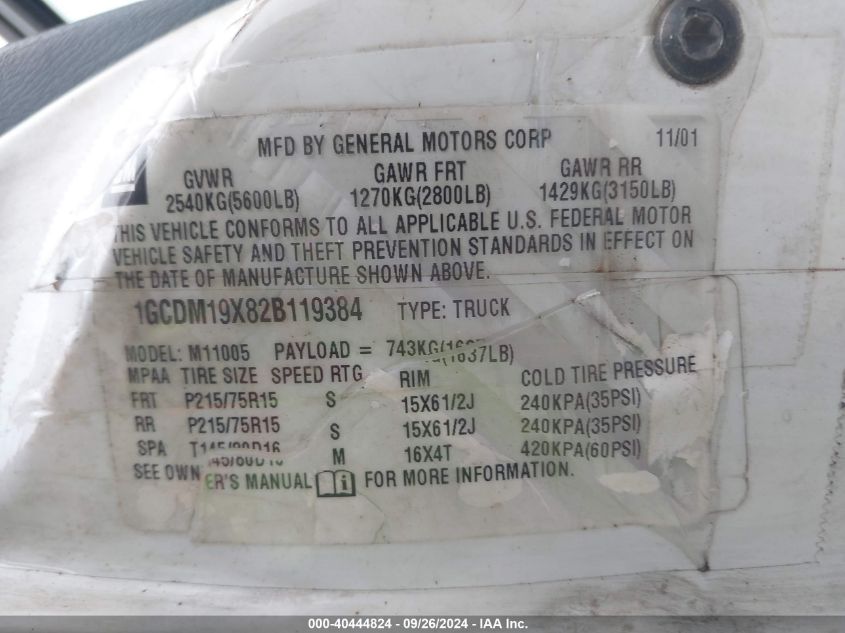 MFD BY GENERAL MOTORS CORP 11/01
GVWR GAWR FRT GAWR RR
2540KG(5600LB) 1270KG(2800LB) 1429KG(3150LB)
THIS VEHICLE CONFORMS TO ALL APPLICABLE U.S. FEDERAL MOTOR
VEHICLE SAFETY AND THEFT PREVENTION STANDARDS IN EFFECT ON
THE DATE OF MANUFACTURE SHOWN ABOVE.
1GCDM19X82B119384 TYPE: TRUCK
MODEL: M11005 PAYLOAD = 743KG(1637LB)
MPAA TIRE SIZE SPEED RTG RIM COLD TIRE PRESSURE
FRT P215/75R15 S 15X61/2J 240KPA(35PSI)
RR P215/75R15 S 15X61/2J 240KPA(35PSI)
SPA T145/80D16 M 16X4T 420KPA(60PSI)
SEE OWNER'S MANUAL FOR MORE INFORMATION.
000-40444824 - 09/26/2024 - IAA Inc.